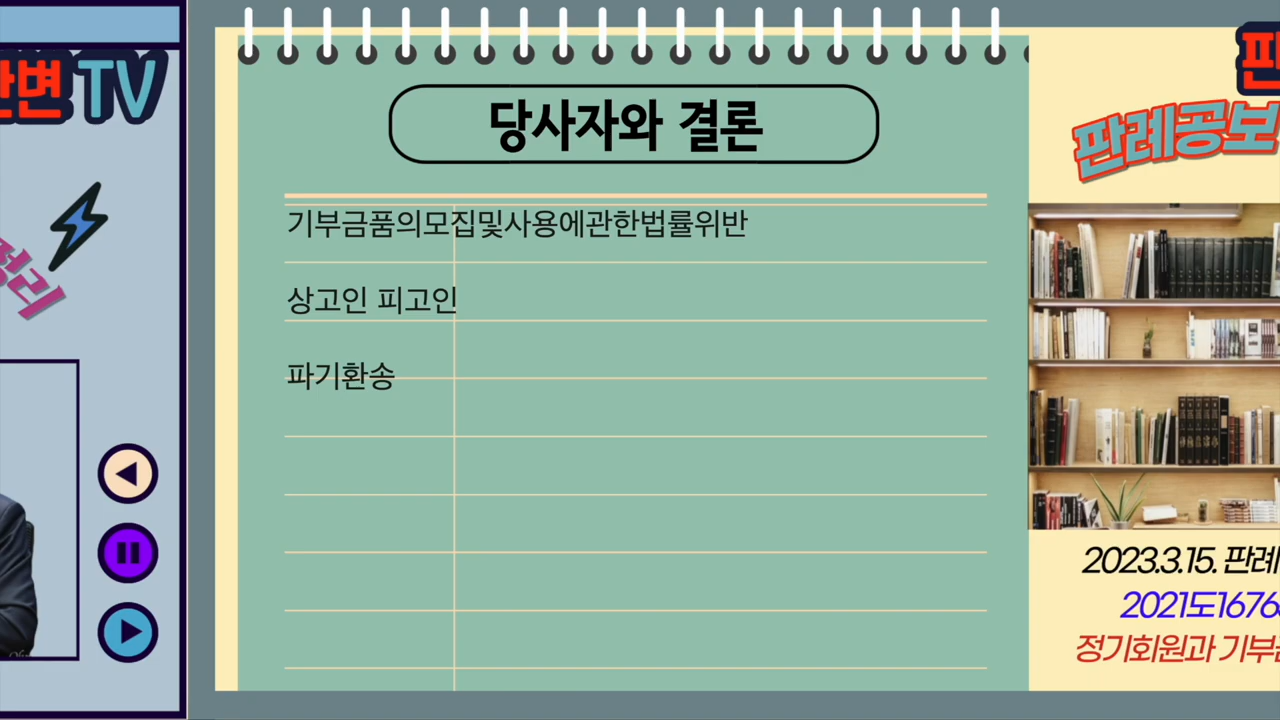 TV
정리
당사자와 결론
기부금품의모집및사용에관한법률위반
상고인 피고인
파기환송
판례공보
2023.3.15. 판례
2021도1676
정기회원과 기부